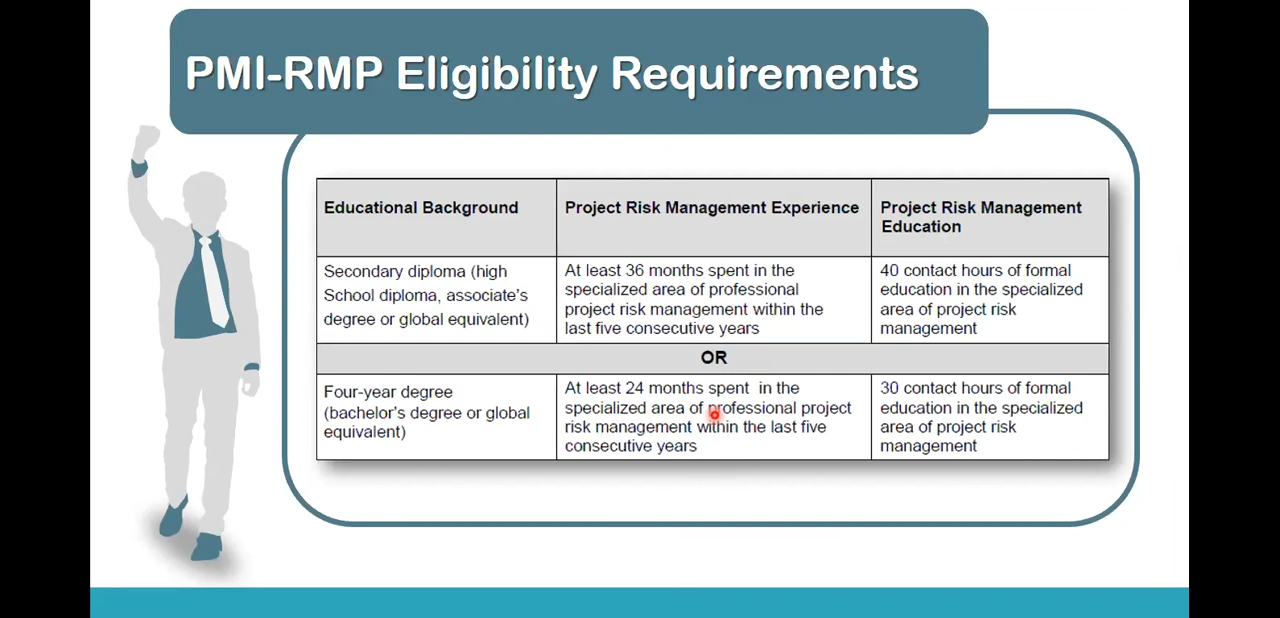 PMI-RMP Eligibility Requirements
Educational Background
Project Risk Management Experience
Project Risk Management
Education
Secondary diploma (high
School diploma, associate's
degree or global equivalent)
At least 36 months spent in the
specialized area of professional
project risk management within the
last five consecutive years
40 contact hours of formal
education in the specialized
area of project risk
management
OR
Four-year degree
(bachelor's degree or global
equivalent)
At least 24 months spent in the
specialized area of professional project
risk management within the last five
consecutive years
30 contact hours of formal
education in the specialized
area of project risk
management